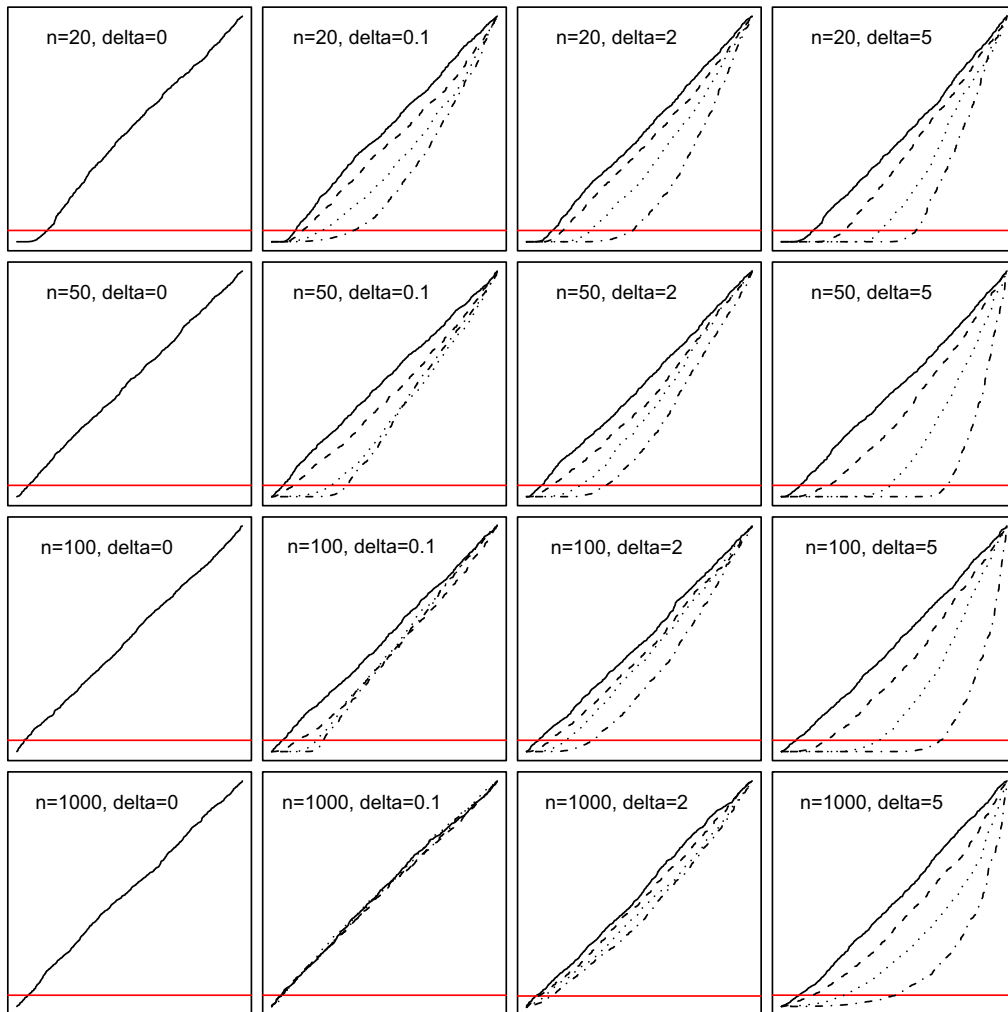 n=20, delta=0
n=20, delta=0.1
n=20, delta=2
n=20, delta=5
n=50, delta=0
n=50, delta=0.1
n=50, delta=2
n=50, delta=5
n=100, delta=0
n=100, delta=0.1
n=100, delta=2
n=100, delta=5
n=1000, delta=0
n=1000, delta=0.1
n=1000, delta=2
n=1000, delta=5